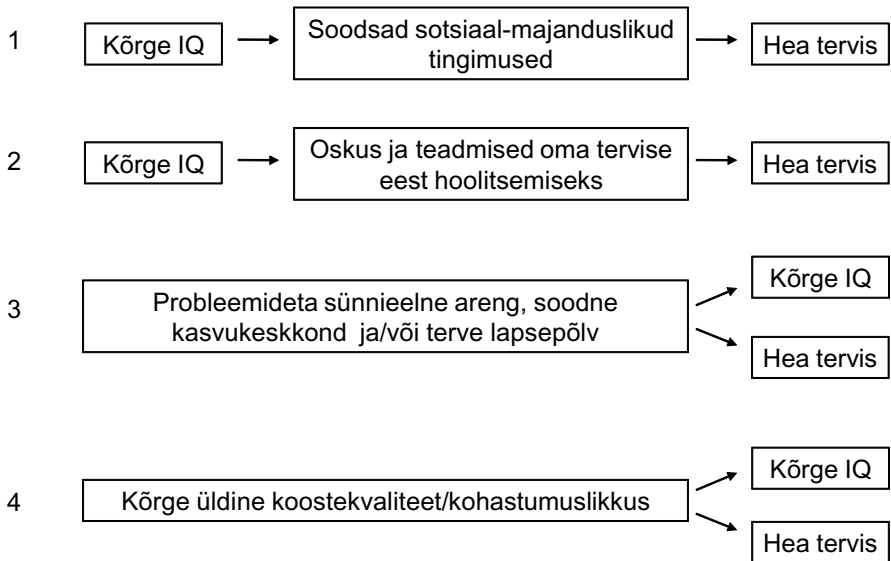 1
Kõrge IQ
Soodsad sotsiaal-majanduslikud
tingimused
Hea tervis
2
Kõrge IQ
Oskus ja teadmised oma tervise
eest hoolitsemiseks
Hea tervis
3
Probleemideta sünnieelne areng, soodne
kasvukeskkond ja/või terve lapsepõlv
Kõrge IQ
Hea tervis
4
Kõrge üldine koostekvaliteet/kohastumuslikkus
Kõrge IQ
Hea tervis